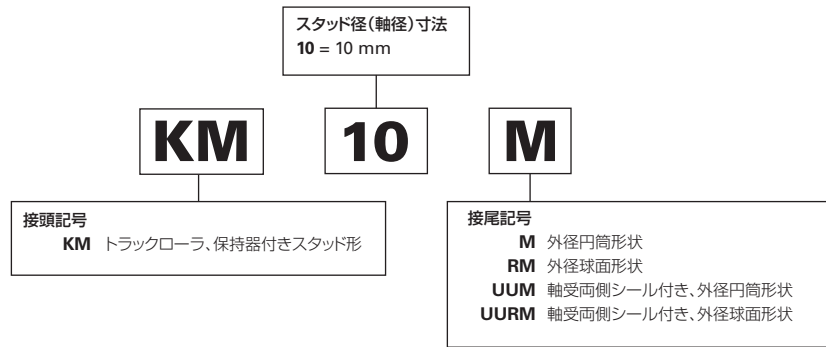 スタッド径(軸径)寸法
10 = 10 mm
KM 10 M
接頭記号
KM トラックローラ、保持器付きスタッド形
接尾記号
M 外径円筒形状
RM 外径球面形状
UUM 軸受両側シール付き、外径円筒形状
UURM 軸受両側シール付き、外径球面形状